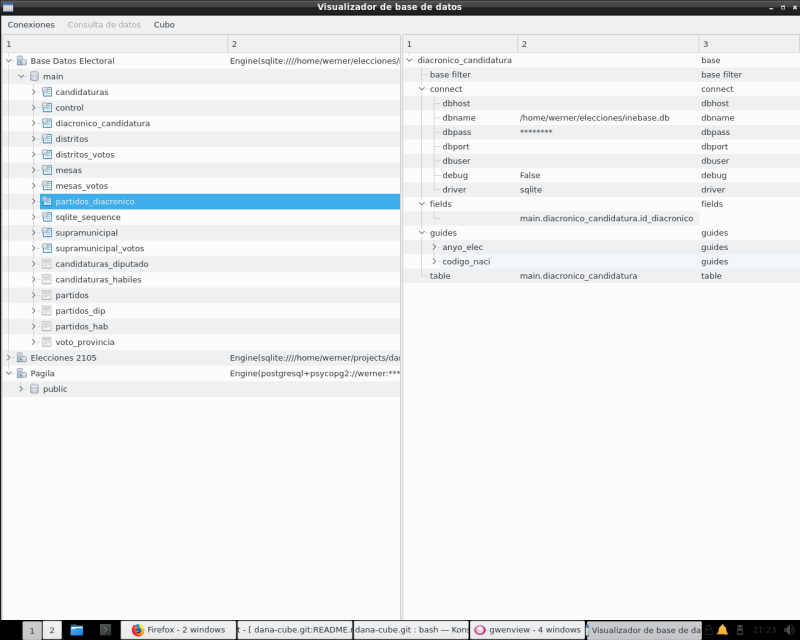 Visualizador de base de datos
Conexiones Consulta de datos Cubo
1 2
Base Datos Electoral Engine(sqlite:////home/werner/elecciones/i
main
candidaturas
control
diacronico_candidatura
distritos
distritos_votos
mesas
mesas_votos
partidos_diacronico
sqlite_sequence
supramunicipal
supramunicipal_votos
candidaturas_diputado
candidaturas_habiles
partidos
partidos_dip
partidos_hab
voto_provincia
Elecciones 2105 Engine(sqlite:////home/werner/projects/da
Pagila Engine(postgresql+psycopg2://werner:***
public
1 2 3
diacronico_candidatura base
base filter base filter
connect connect
dbhost dbhost
dbname /home/werner/elecciones/inebase.db dbname
dbpass ******** dbpass
dbport dbport
dbuser dbuser
debug False debug
driver sqlite driver
fields fields
main.diacronico_candidatura.id_diacronico
guides guides
anyo_elec guides
codigo_naci guides
table main.diacronico_candidatura table
1 2 Firefox - 2 windows t - [ dana-cube.git:README. dana-cube.git : bash — Kons gwenview - 4 windows Visualizador de base de da 21:23